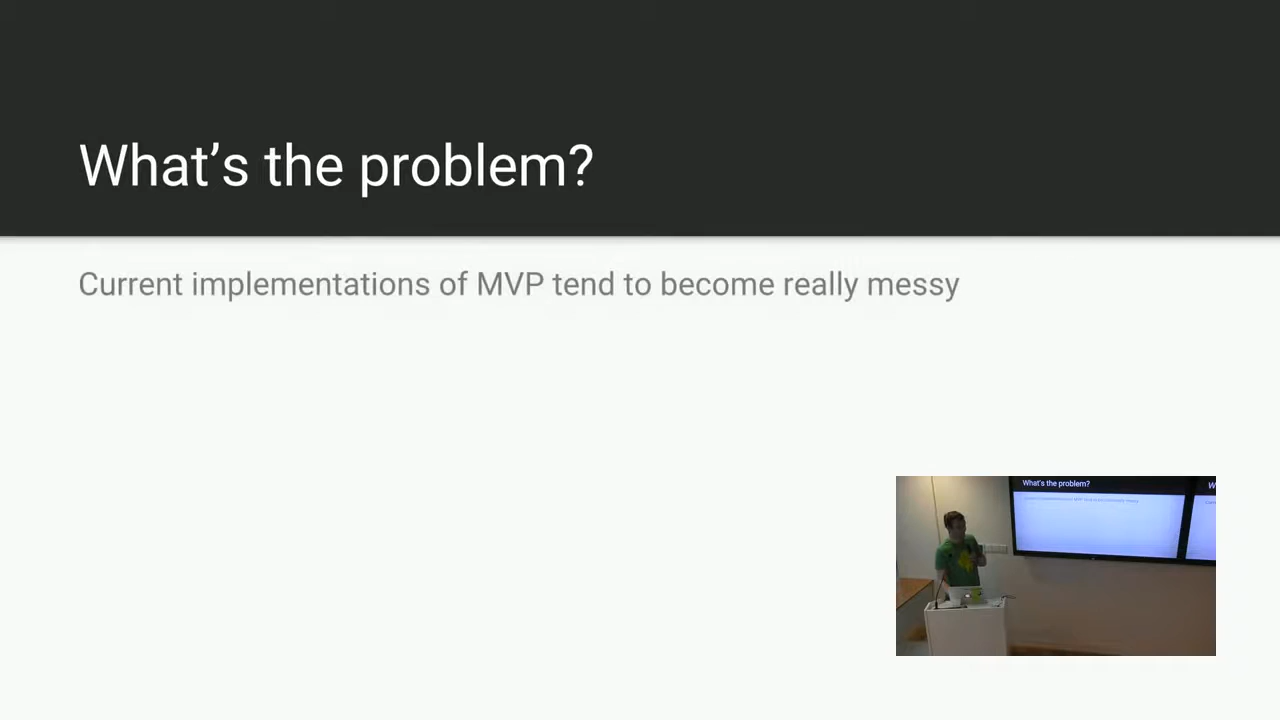 What’s the problem?
Current implementations of MVP tend to become really messy
What's the problem?